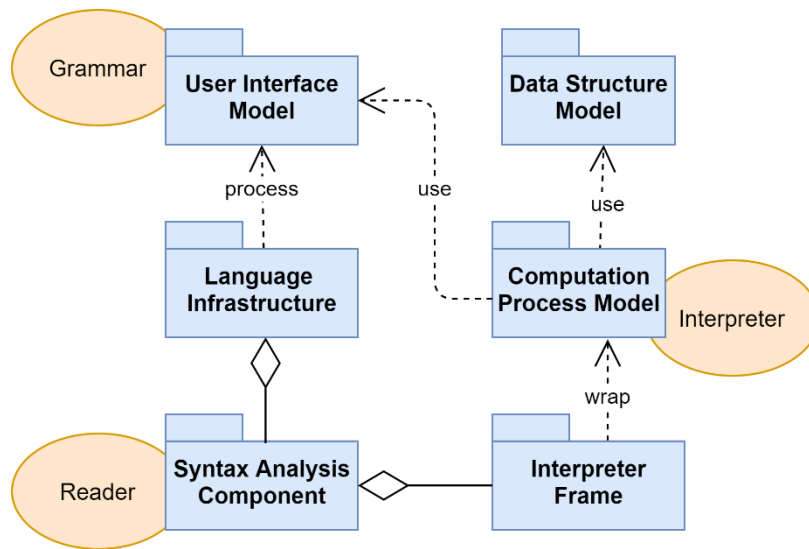 Grammar
User Interface
Model
Data Structure
Model
process
use
use
Language
Infrastructure
Computation
Process Model
Interpreter
wrap
Reader
Syntax Analysis
Component
Interpreter
Frame